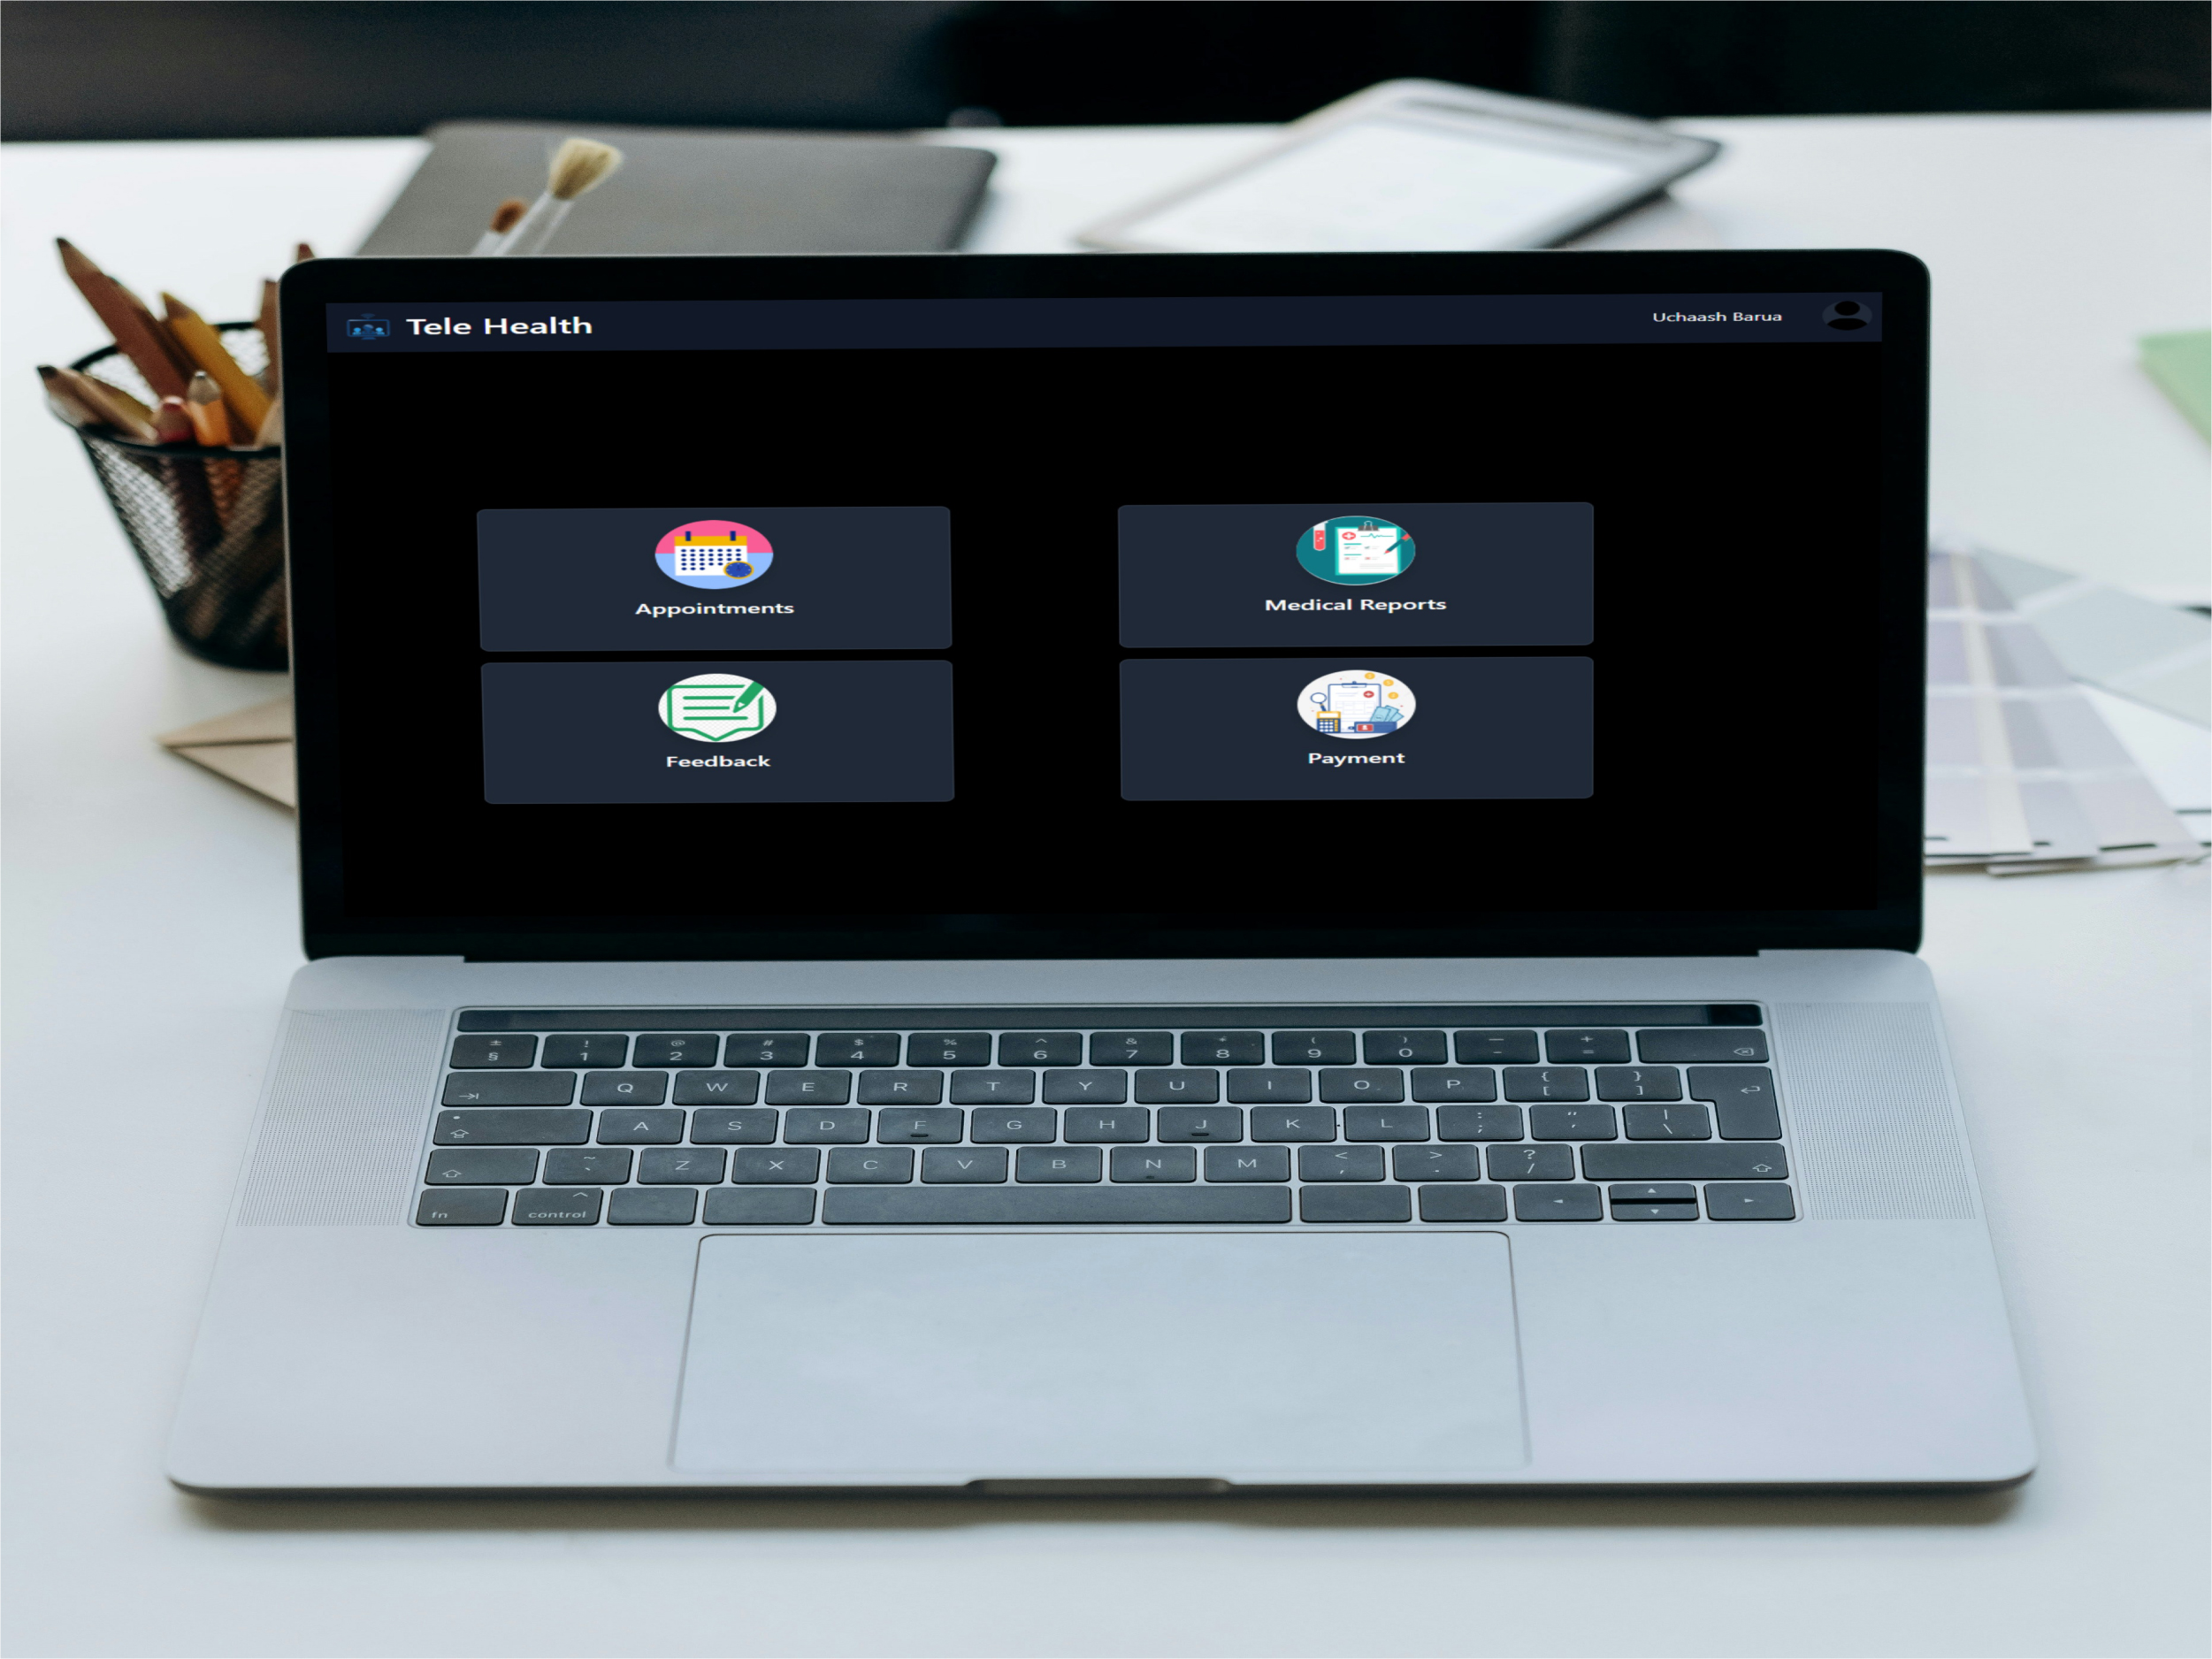 Tele Health
Uchaash Barua
Appointments
Medical Reports
Feedback
Payment
± ! @ # $ % ^ & * ( ) — +
§ 1 2 3 4 5 6 7 8 9 0 - =
Q W E R T Y U I O P { [ } ]
A S D F G H J K L : ; " ' | \
~ ` Z X C V B N M < , > . ? /
fn control